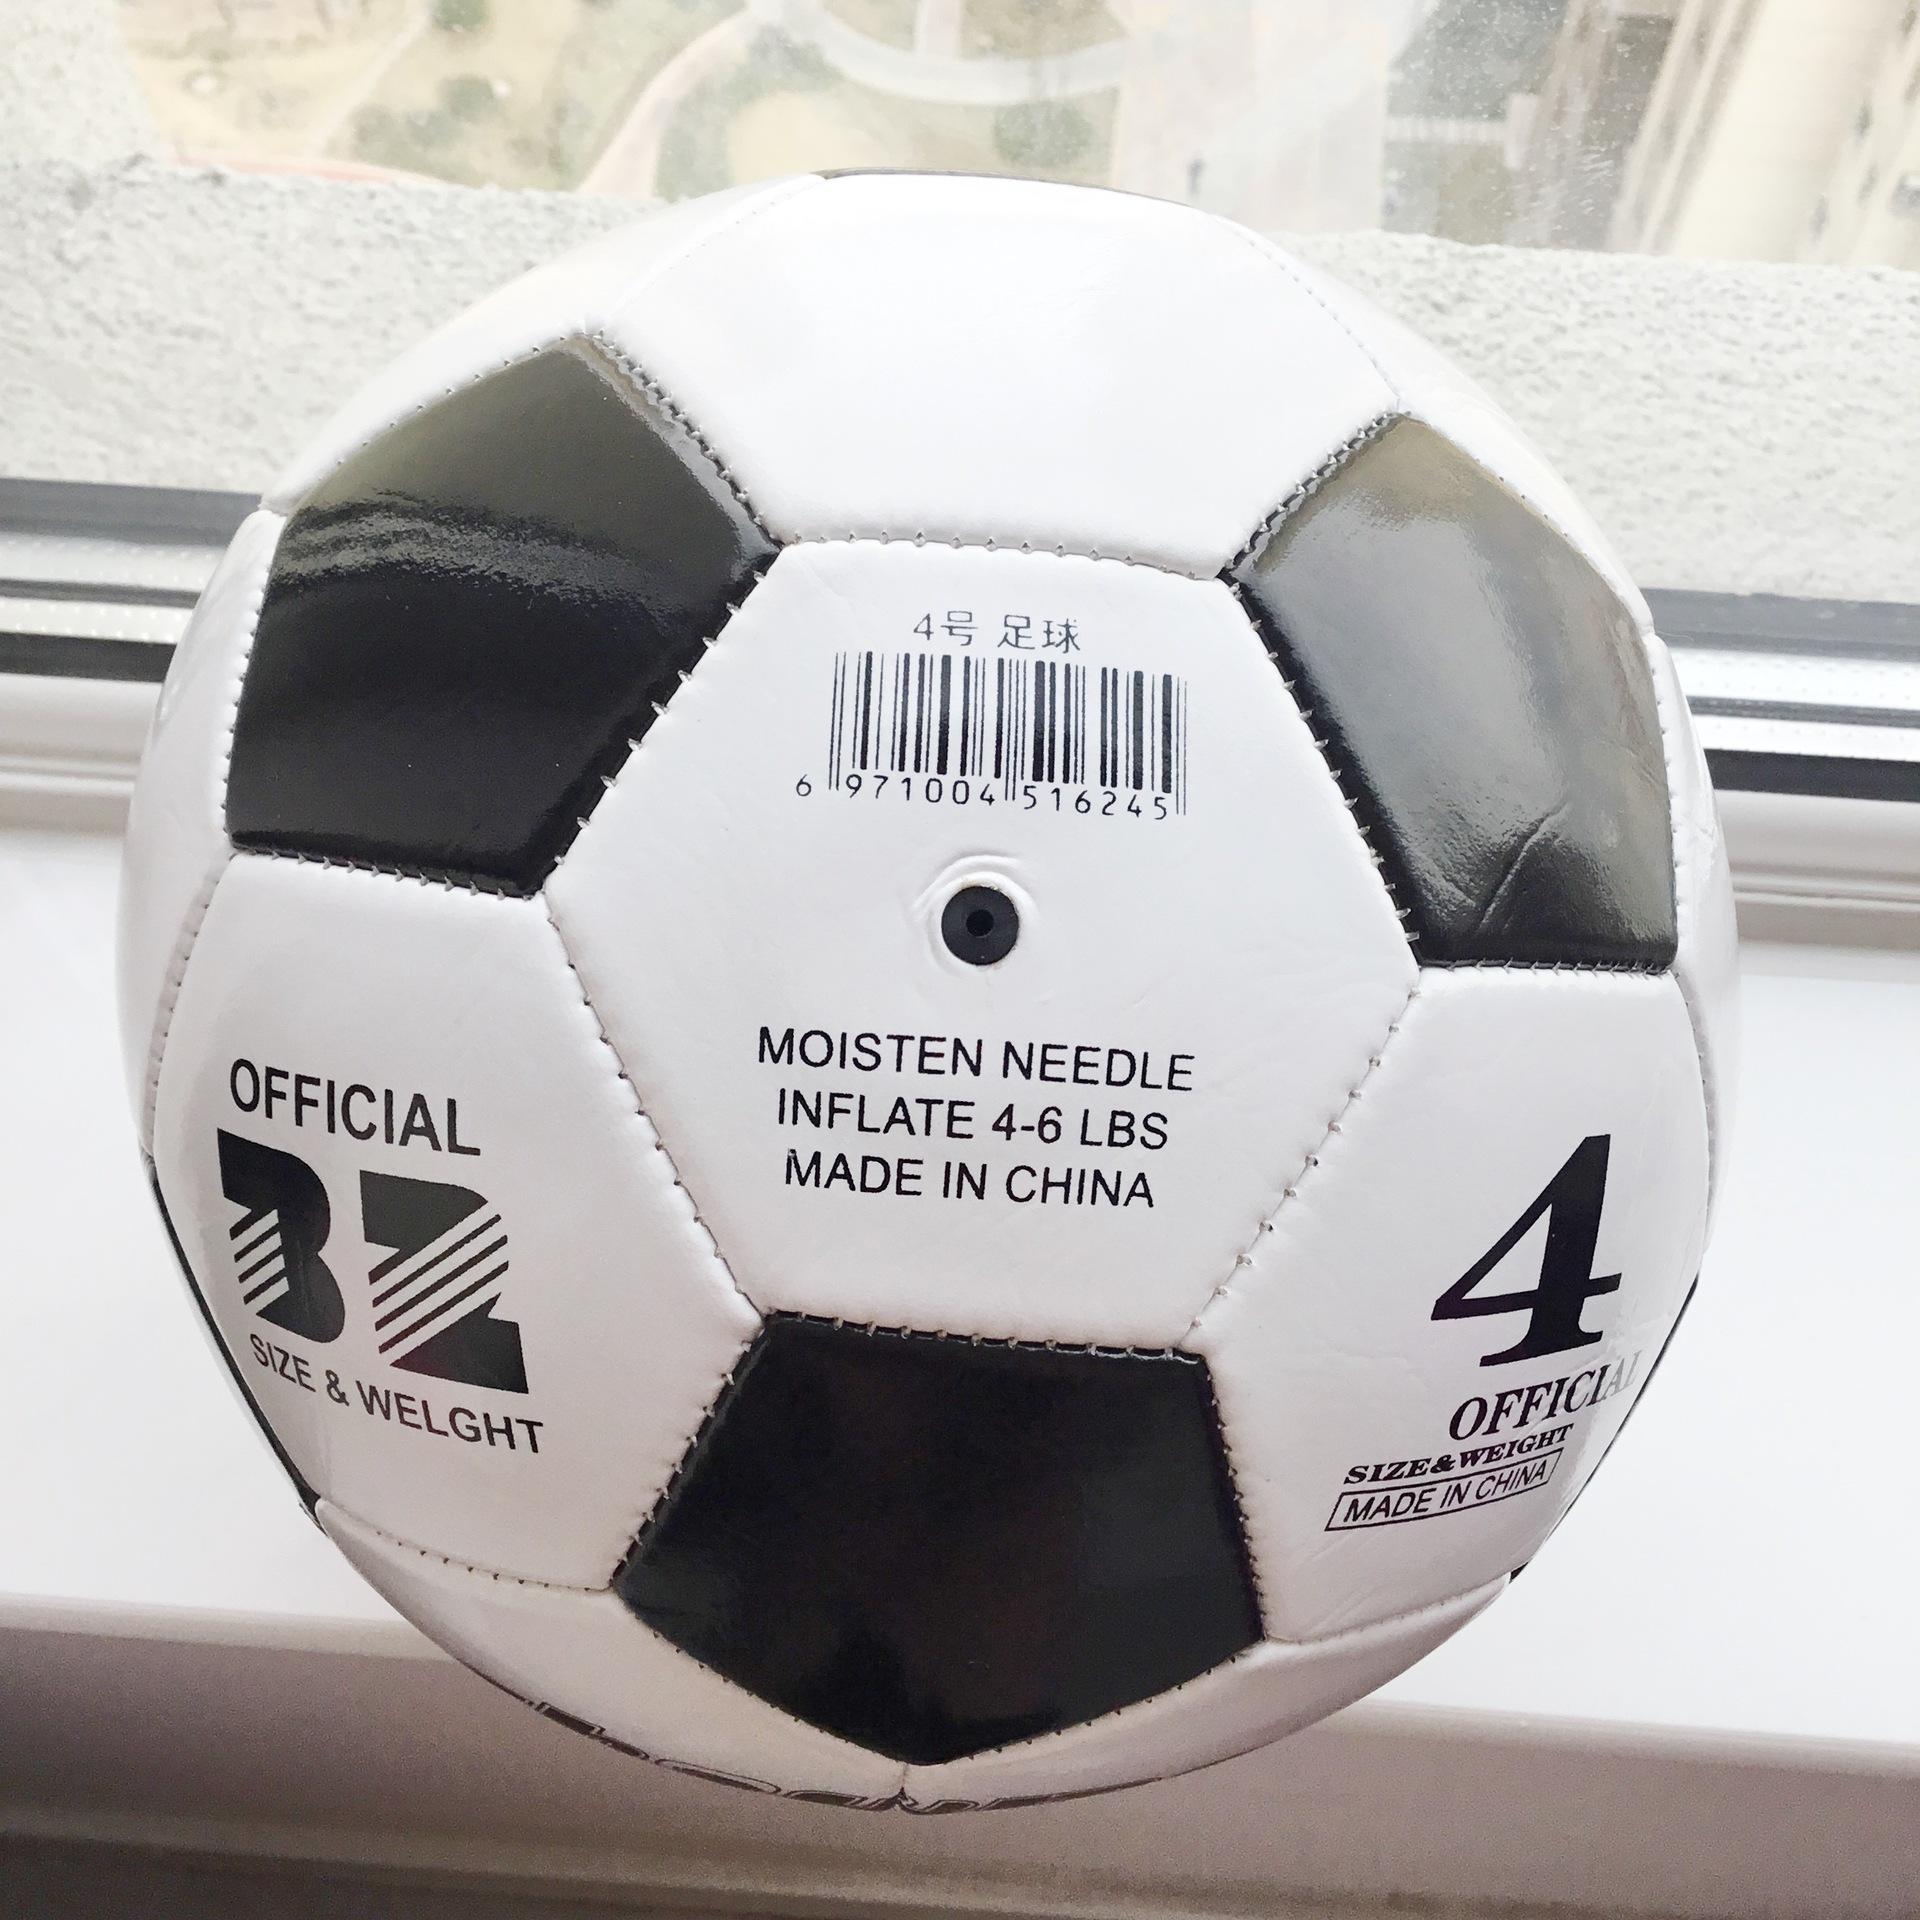 4号 足球
6 971004 516245
MOISTEN NEEDLE
INFLATE 4-6 LBS
MADE IN CHINA
OFFICIAL
BZ
SIZE & WELGHT
4
OFFICIAL
SIZE&WEIGHT
MADE IN CHINA